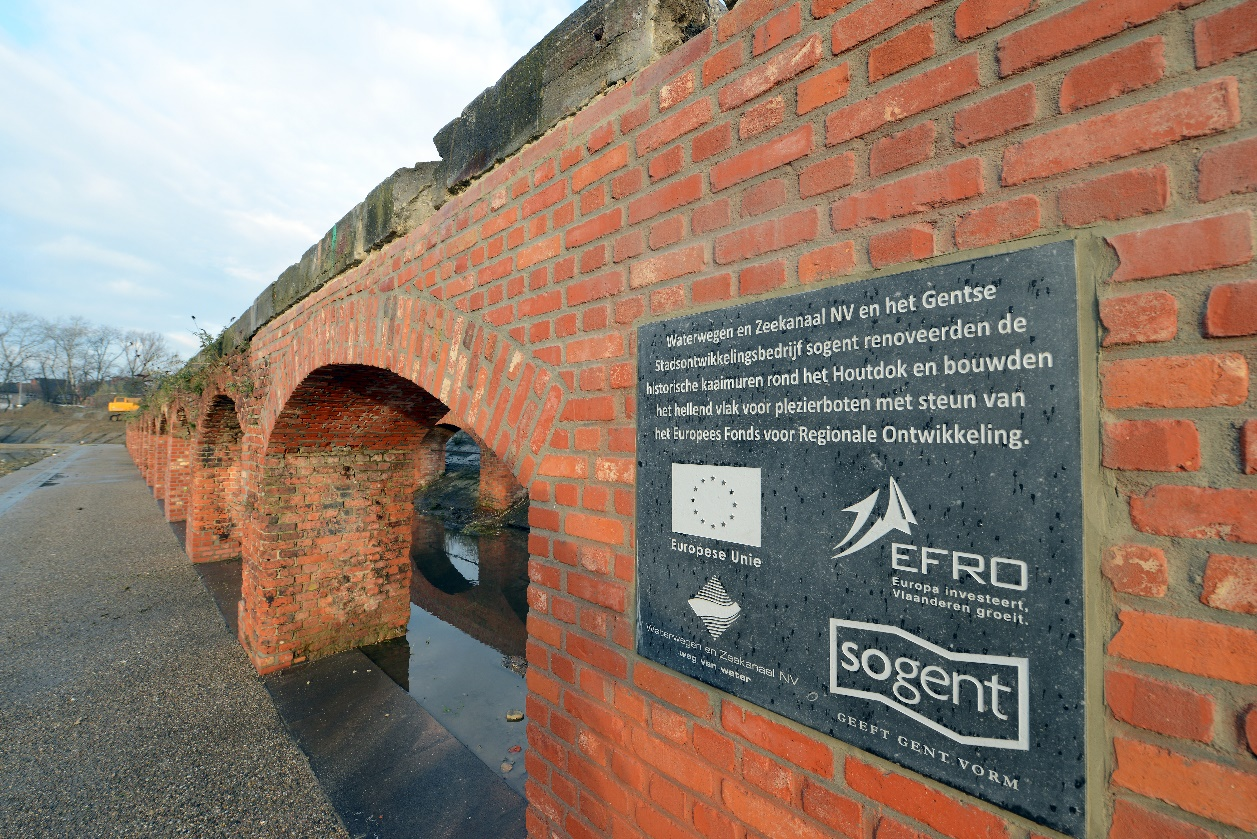 Waterwegen en Zeekanaal NV en het Gentse
Stadsontwikkelingsbedrijf sogent renoveerden de
historische kaaimuren rond het Houtdok en bouwden
het hellend vlak voor plezierboten met steun van
het Europees Fonds voor Regionale Ontwikkeling.
Europese Unie
EFRO
Europa investeert,
Vlaanderen groeit.
Waterwegen en Zeekanaal NV
weg van water
sogent
GEEFT GENT VORM